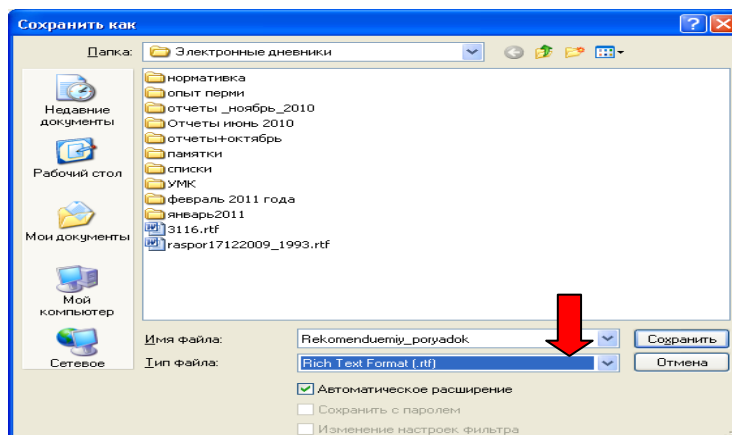 Сохранить как
Папка:
Электронные дневники
Недавние
документы
Рабочий стол
Мои документы
Мой
компьютер
Сетевое
нормативка
опыт перми
отчеты _ноябрь_2010
Отчеты июнь 2010
отчеты+октябрь
памятки
списки
УМК
февраль 2011 года
январь2011
3116.rtf
raspor17122009_1993.rtf
Имя файла:
Rekomenduemiy_poryadok
Сохранить
Тип файла:
Rich Text Format (.rtf)
Отмена
Автоматическое расширение
Сохранить с паролем
Изменение настроек фильтра